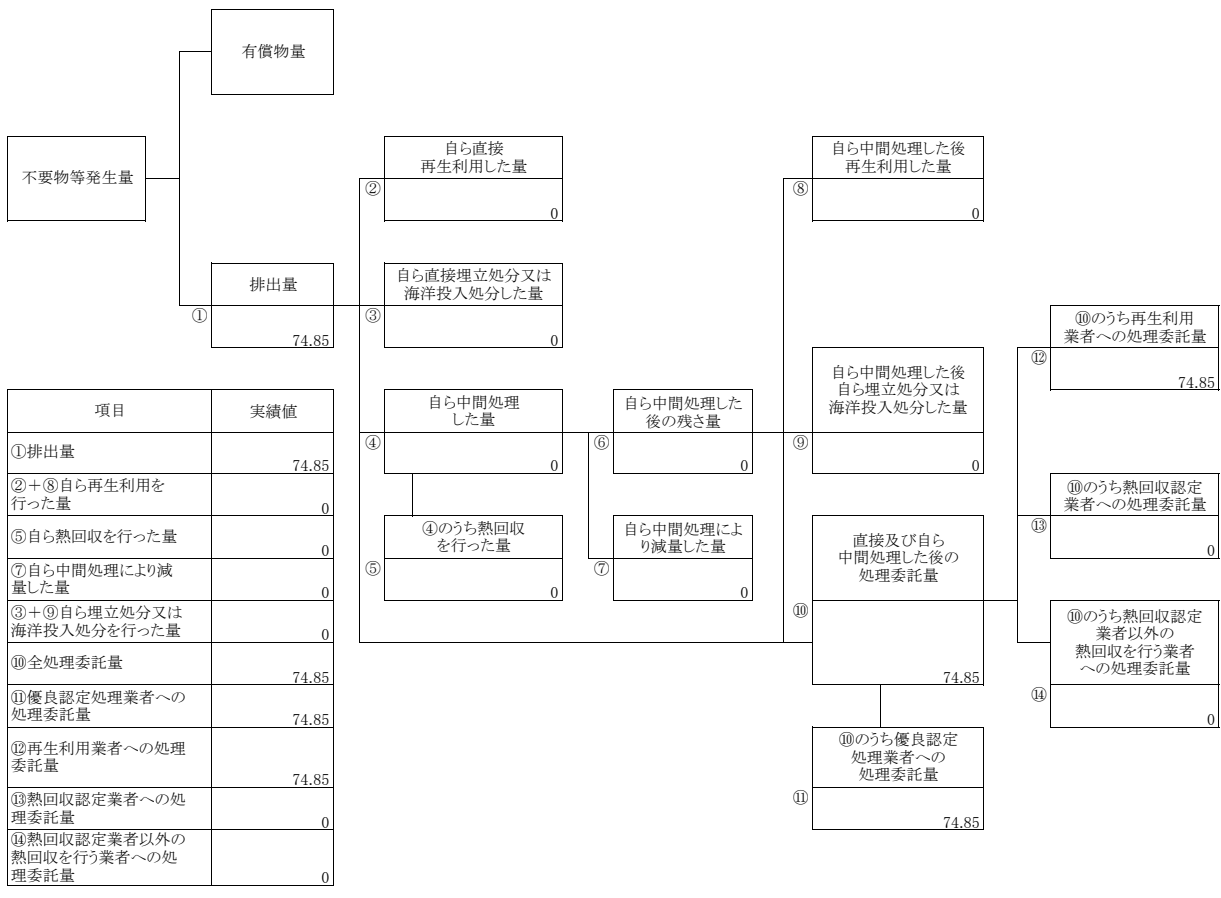 有償物量
不要物等発生量
排出量
①
74.85
自ら直接
再生利用した量
②
0
自ら直接埋立処分又は
海洋投入処分した量
③
0
自ら中間処理
した量
④
0
④のうち熱回収
を行った量
⑤
0
自ら中間処理した
後の残さ量
⑥
0
自ら中間処理によ
り減量した量
⑦
0
自ら中間処理した後
再生利用した量
⑧
0
自ら中間処理した後
自ら埋立処分又は
海洋投入処分した量
⑨
0
直接及び自ら
中間処理した後の
処理委託量
⑩
74.85
⑩のうち優良認定
処理業者への
処理委託量
⑪
74.85
⑩のうち再生利用
業者への処理委託量
⑫
74.85
⑩のうち熱回収認定
業者への処理委託量
⑬
0
⑩のうち熱回収認定
業者以外の
熱回収を行う業者
への処理委託量
⑭
0
項目 実績値
①排出量
74.85
②＋⑧自ら再生利用を
行った量
0
⑤自ら熱回収を行った量
0
⑦自ら中間処理により減
量した量
0
③＋⑨自ら埋立処分又は
海洋投入処分を行った量
0
⑩全処理委託量
74.85
⑪優良認定処理業者への
処理委託量
74.85
⑫再生利用業者への処理
委託量
74.85
⑬熱回収認定業者への処
理委託量
0
⑭熱回収認定業者以外の
熱回収を行う業者への処
理委託量
0